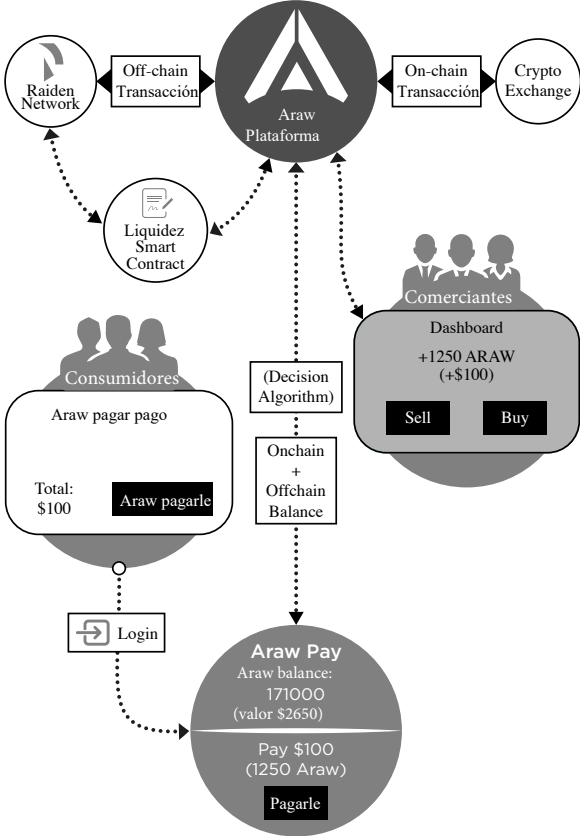 Raiden
Network
Off-chain
Transacción
Araw
Plataforma
On-chain
Transacción
Crypto
Exchange
Liquidez
Smart
Contract
Comerciantes
Dashboard
+1250 ARAW
(+$100)
Sell
Buy
Consumidores
Araw pagar pago
Total:
$100
Araw pagarle
(Decision
Algorithm)
Onchain
+
Offchain
Balance
Login
Araw Pay
Araw balance:
171000
(valor $2650)
Pay $100
(1250 Araw)
Pagarle